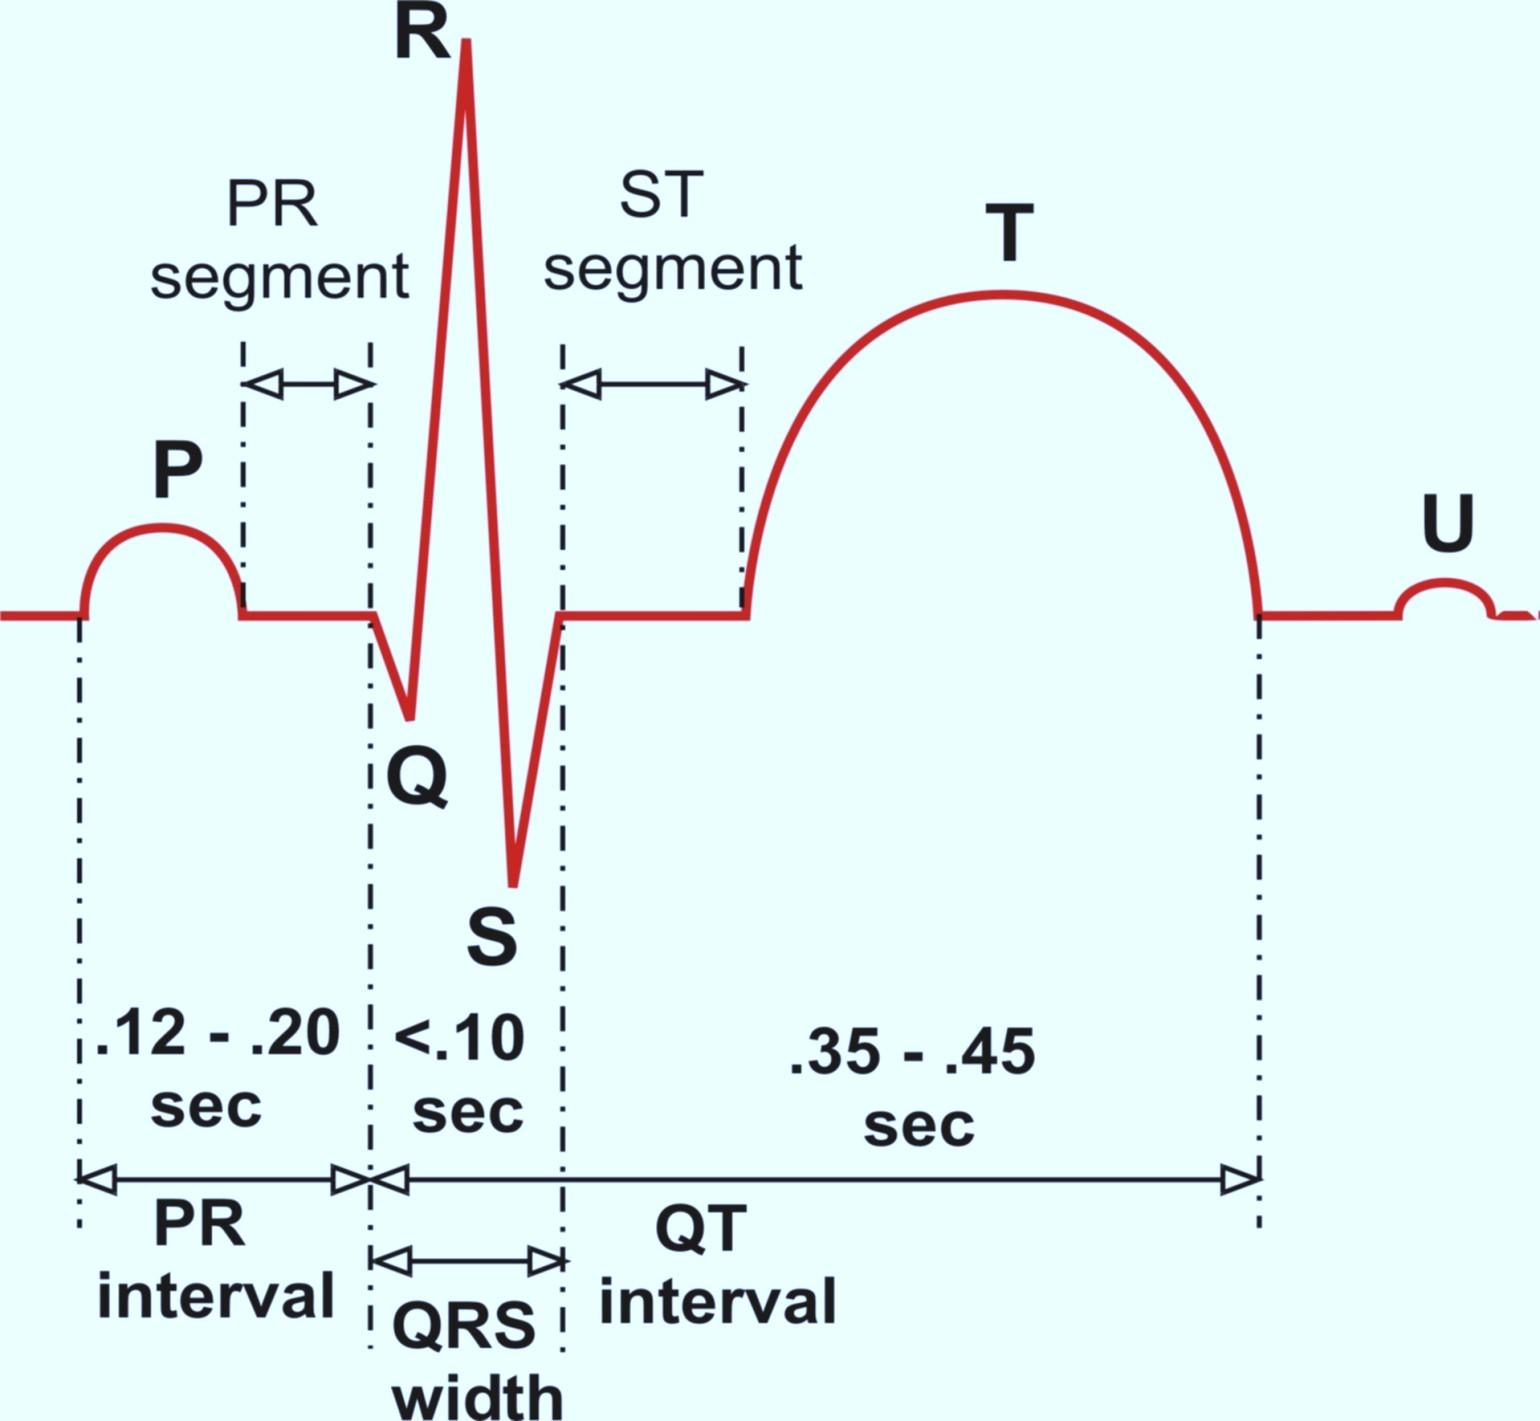 R
PR
segment
ST
segment
T
P
U
Q
S
.12 - .20
sec
<.10
sec
.35 - .45
sec
PR
interval
QT
interval
QRS
width